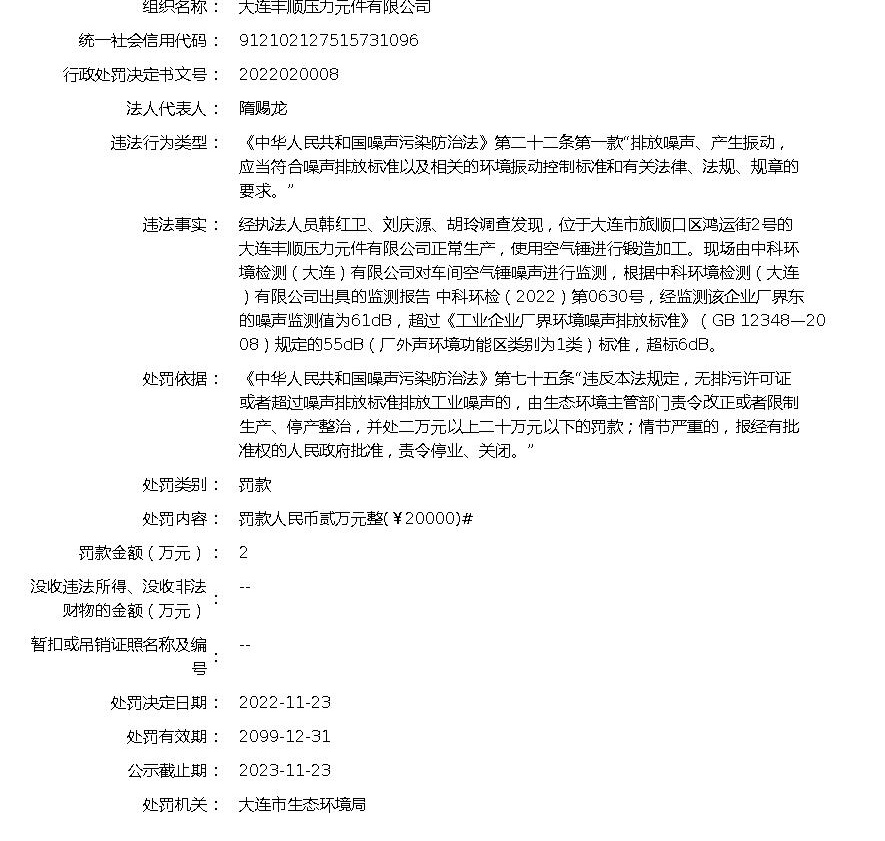 组织名称： 大连丰顺压力元件有限公司
统一社会信用代码： 912102127515731096
行政处罚决定书文号： 2022020008
法人代表人： 隋赐龙
违法行为类型： 《中华人民共和国噪声污染防治法》第二十二条第一款“排放噪声、产生振动，
应当符合噪声排放标准以及相关的环境振动控制标准和有关法律、法规、规章的
要求。”
违法事实： 经执法人员韩红卫、刘庆源、胡玲调查发现，位于大连市旅顺口区鸿运街2号的
大连丰顺压力元件有限公司正常生产，使用空气锤进行锻造加工。现场由中科环
境检测（大连）有限公司对车间空气锤噪声进行监测，根据中科环境检测（大连
）有限公司出具的监测报告 中科环检（2022）第0630号，经监测该企业厂界东
的噪声监测值为61dB，超过《工业企业厂界环境噪声排放标准》（GB 12348—20
08）规定的55dB（厂外声环境功能区类别为1类）标准，超标6dB。
处罚依据： 《中华人民共和国噪声污染防治法》第七十五条“违反本法规定，无排污许可证
或者超过噪声排放标准排放工业噪声的，由生态环境主管部门责令改正或者限制
生产、停产整治，并处二万元以上二十万元以下的罚款；情节严重的，报经有批
准权的人民政府批准，责令停业、关闭。”
处罚类别： 罚款
处罚内容： 罚款人民币贰万元整(￥20000)#
罚款金额（万元）： 2
没收违法所得、没收非法
财物的金额（万元）： --
暂扣或吊销证照名称及编
号： --
处罚决定日期： 2022-11-23
处罚有效期： 2099-12-31
公示截止期： 2023-11-23
处罚机关： 大连市生态环境局